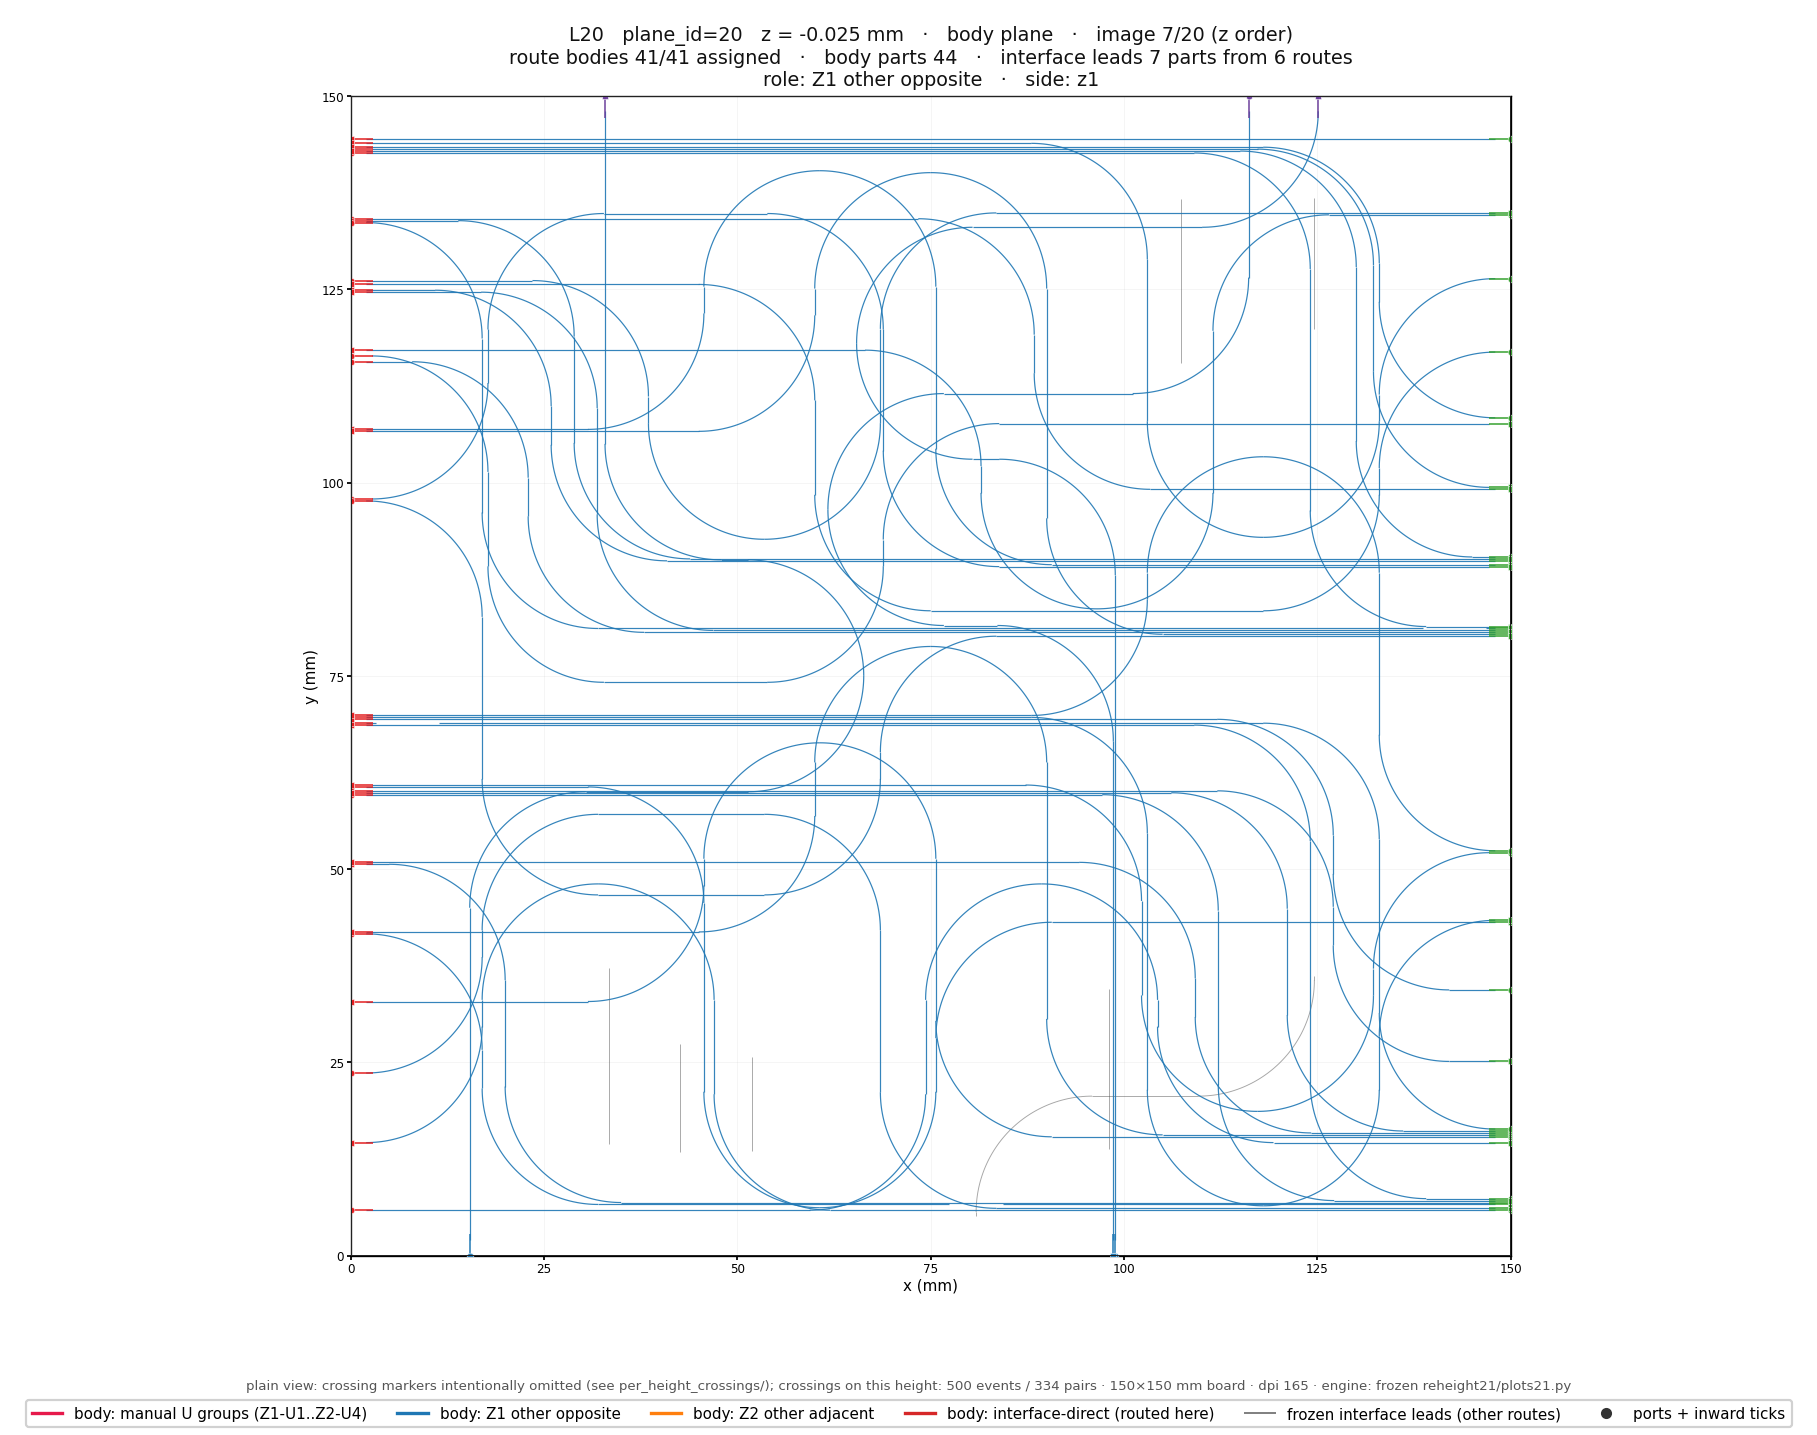 L20   plane_id=20   z = -0.025 mm   ·   body plane   ·   image 7/20 (z order)
route bodies 41/41 assigned   ·   body parts 44   ·   interface leads 7 parts from 6 routes
role: Z1 other opposite   ·   side: z1
150
125
100
75
50
25
0
y (mm)
0 25 50 75 100 125 150
x (mm)
plain view: crossing markers intentionally omitted (see per_height_crossings/); crossings on this height: 500 events / 334 pairs · 150×150 mm board · dpi 165 · engine: frozen reheight21/plots21.py
body: manual U groups (Z1-U1..Z2-U4) body: Z1 other opposite body: Z2 other adjacent body: interface-direct (routed here) frozen interface leads (other routes) ports + inward ticks